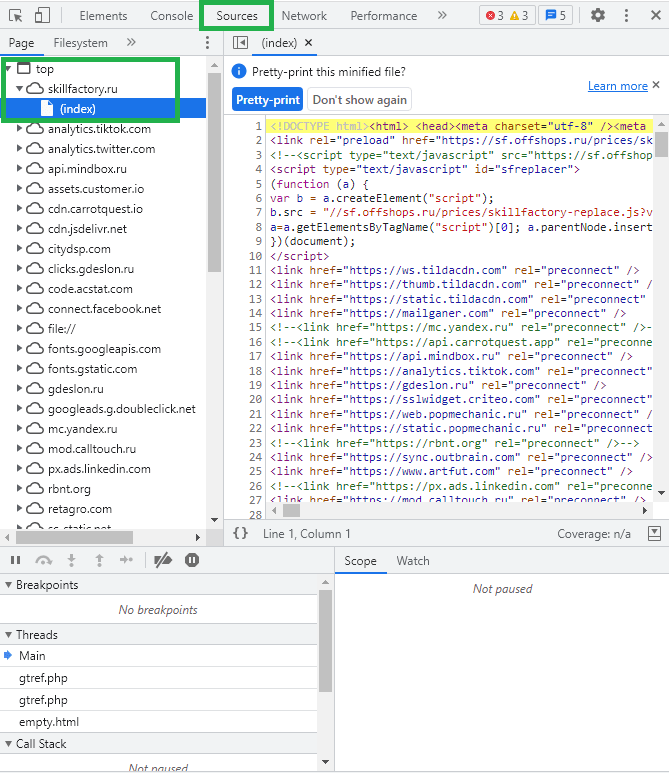 Elements Console Sources Network Performance » 3 3 5
Page Filesystem » (index) ×
top
skillfactory.ru
(index)
analytics.tiktok.com
analytics.twitter.com
api.mindbox.ru
assets.customer.io
cdn.carrotquest.io
cdn.jsdelivr.net
citydsp.com
clicks.gdeslon.ru
code.acstat.com
connect.facebook.net
file://
fonts.googleapis.com
fonts.gstatic.com
gdeslon.ru
googleads.g.doubleclick.net
mc.yandex.ru
mod.calltouch.ru
px.ads.linkedin.com
rbnt.org
retagro.com
sc-static.net
Pretty-print this minified file?
Learn more ×
Pretty-print Don't show again
1 <!DOCTYPE html><html> <head><meta charset="utf-8" /><meta
2 <link rel="preload" href="https://sf.offshops.ru/prices/sk
3 <!--<script type="text/javascript" src="https://sf.offshop
4 <script type="text/javascript" id="sfreplacer">
5 (function (a) {
6 var b = a.createElement("script");
7 b.src = "//sf.offshops.ru/prices/skillfactory-replace.js?v
8 a=a.getElementsByTagName("script")[0]; a.parentNode.insert
9 })(document);
10 </script>
11 <link href="https://ws.tildacdn.com" rel="preconnect" />
12 <link href="https://thumb.tildacdn.com" rel="preconnect" /
13 <link href="https://static.tildacdn.com" rel="preconnect"
14 <link href="https://mailganer.com" rel="preconnect" />
15 <!--<link href="https://mc.yandex.ru" rel="preconnect" />-
16 <!--<link href="https://api.carrotquest.app" rel="preconne
17 <link href="https://api.mindbox.ru" rel="preconnect" />
18 <link href="https://analytics.tiktok.com" rel="preconnect"
19 <link href="https://gdeslon.ru" rel="preconnect" />
20 <link href="https://sslwidget.criteo.com" rel="preconnect"
21 <link href="https://web.popmechanic.ru" rel="preconnect" /
22 <link href="https://static.popmechanic.ru" rel="preconnect
23 <!--<link href="https://rbnt.org" rel="preconnect" />-->
24 <link href="https://sync.outbrain.com" rel="preconnect" />
25 <link href="https://www.artfut.com" rel="preconnect" />
26 <!--<link href="https://px.ads.linkedin.com" rel="preconne
27 <link href="https://mod.calltouch.ru" rel="preconnect" />
28
{} Line 1, Column 1 Coverage: n/a
Breakpoints
No breakpoints
Threads
Main
gtref.php
gtref.php
empty.html
Call Stack
Not paused
Scope Watch
Not paused